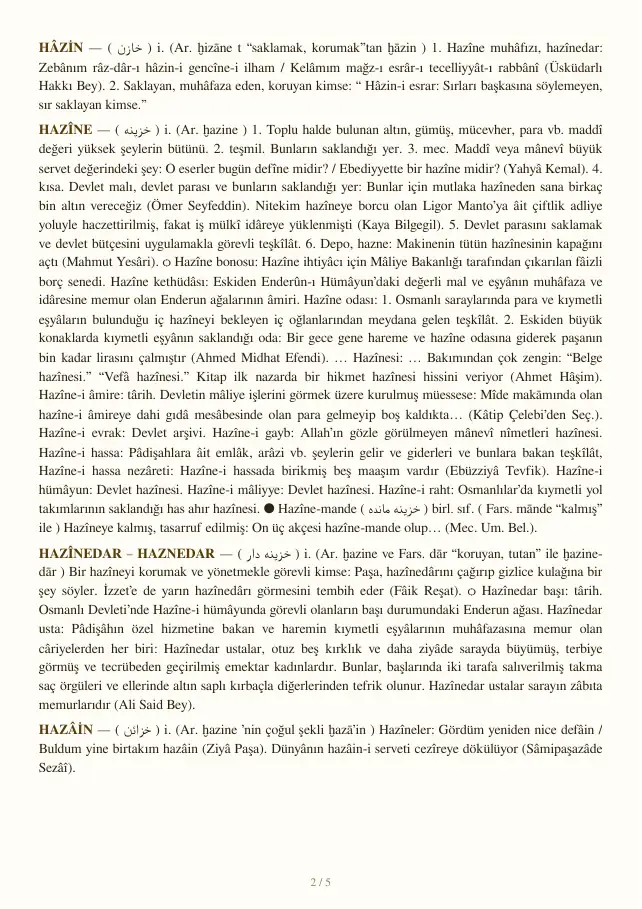 HÂZİN — ( خازن ) i. (Ar. ḫizāne t “saklamak, korumak”tan ḫāzin ) 1. Hazîne muhâfızı, hazînedar:
Zebânım râz-dâr-ı hâzin-i gencîne-i ilham / Kelâmım mağz-ı esrâr-ı tecelliyyât-ı rabbânî (Üsküdarlı
Hakkı Bey). 2. Saklayan, muhâfaza eden, koruyan kimse: “ Hâzin-i esrar: Sırları başkasına söylemeyen,
sır saklayan kimse.”
HAZÎNE — ( خزينه ) i. (Ar. ḫazine ) 1. Toplu halde bulunan altın, gümüş, mücevher, para vb. maddî
değeri yüksek şeylerin bütünü. 2. teşmil. Bunların saklandığı yer. 3. mec. Maddî veya mânevî büyük
servet değerindeki şey: O eserler bugün defîne midir? / Ebediyyette bir hazîne midir? (Yahyâ Kemal). 4.
kısa. Devlet malı, devlet parası ve bunların saklandığı yer: Bunlar için mutlaka hazîneden sana birkaç
bin altın vereceğiz (Ömer Seyfeddin). Nitekim hazîneye borcu olan Ligor Manto’ya âit çiftlik adliye
yoluyle haczettirilmiş, fakat iş mülkî idâreye yüklenmişti (Kaya Bilgegil). 5. Devlet parasını saklamak
ve devlet bütçesini uygulamakla görevli teşkîlât. 6. Depo, hazne: Makinenin tütün hazînesinin kapağını
açtı (Mahmut Yesâri). ѻ Hazîne bonosu: Hazîne ihtiyâcı için Mâliye Bakanlığı tarafından çıkarılan fâizli
borç senedi. Hazîne kethüdâsı: Eskiden Enderûn-ı Hümâyun’daki değerli mal ve eşyânın muhâfaza ve
idâresine memur olan Enderun ağalarının âmiri. Hazîne odası: 1. Osmanlı saraylarında para ve kıymetli
eşyâların bulunduğu iç hazîneyi bekleyen iç oğlanlarından meydana gelen teşkîlât. 2. Eskiden büyük
konaklarda kıymetli eşyânın saklandığı oda: Bir gece gene hareme ve hazîne odasına giderek paşanın
bin kadar lirasını çalmıştır (Ahmed Midhat Efendi). … Hazînesi: … Bakımından çok zengin: “Belge
hazînesi.” “Vefâ hazînesi.” Kitap ilk nazarda bir hikmet hazînesi hissini veriyor (Ahmet Hâşim).
Hazîne-i âmire: târih. Devletin mâliye işlerini görmek üzere kurulmuş müessese: Mîde makāmında olan
hazîne-i âmireye dahi gıdâ mesâbesinde olan para gelmeyip boş kaldıkta… (Kâtip Çelebi’den Seç.).
Hazîne-i evrak: Devlet arşivi. Hazîne-i gayb: Allah’ın gözle görülmeyen mânevî nîmetleri hazînesi.
Hazîne-i hassa: Pâdişahlara âit emlâk, arâzi vb. şeylerin gelir ve giderleri ve bunlara bakan teşkîlât,
Hazîne-i hassa nezâreti: Hazîne-i hassada birikmiş beş maaşım vardır (Ebüzziyâ Tevfik). Hazîne-i
hümâyun: Devlet hazînesi. Hazîne-i mâliyye: Devlet hazînesi. Hazîne-i raht: Osmanlılar’da kıymetli yol
takımlarının saklandığı has ahır hazînesi. ● Hazîne-mande ( خزينه مانده ) birl. sıf. ( Fars. mānde “kalmış”
ile ) Hazîneye kalmış, tasarruf edilmiş: On üç akçesi hazîne-mande olup… (Mec. Um. Bel.).
HAZÎNEDAR – HAZNEDAR — ( خزينه دار ) i. (Ar. ḫazine ve Fars. dār “koruyan, tutan” ile ḫazine-
dār ) Bir hazîneyi korumak ve yönetmekle görevli kimse: Paşa, hazînedârını çağırıp gizlice kulağına bir
şey söyler. İzzet’e de yarın hazînedârı görmesini tembih eder (Fâik Reşat). ѻ Hazînedar başı: târih.
Osmanlı Devleti’nde Hazîne-i hümâyunda görevli olanların başı durumundaki Enderun ağası. Hazînedar
usta: Pâdişâhın özel hizmetine bakan ve haremin kıymetli eşyâlarının muhâfazasına memur olan
câriyelerden her biri: Hazînedar ustalar, otuz beş kırklık ve daha ziyâde sarayda büyümüş, terbiye
görmüş ve tecrübeden geçirilmiş emektar kadınlardır. Bunlar, başlarında iki tarafa salıverilmiş takma
saç örgüleri ve ellerinde altın saplı kırbaçla diğerlerinden tefrik olunur. Hazînedar ustalar sarayın zâbıta
memurlarıdır (Ali Said Bey).
HAZÂİN — ( خزائن ) i. (Ar. ḫazine ’nin çoğul şekli ḫazā’in ) Hazîneler: Gördüm yeniden nice defâin /
Buldum yine birtakım hazâin (Ziyâ Paşa). Dünyânın hazâin-i serveti cezîreye dökülüyor (Sâmipaşazâde
Sezâî).
2 / 5